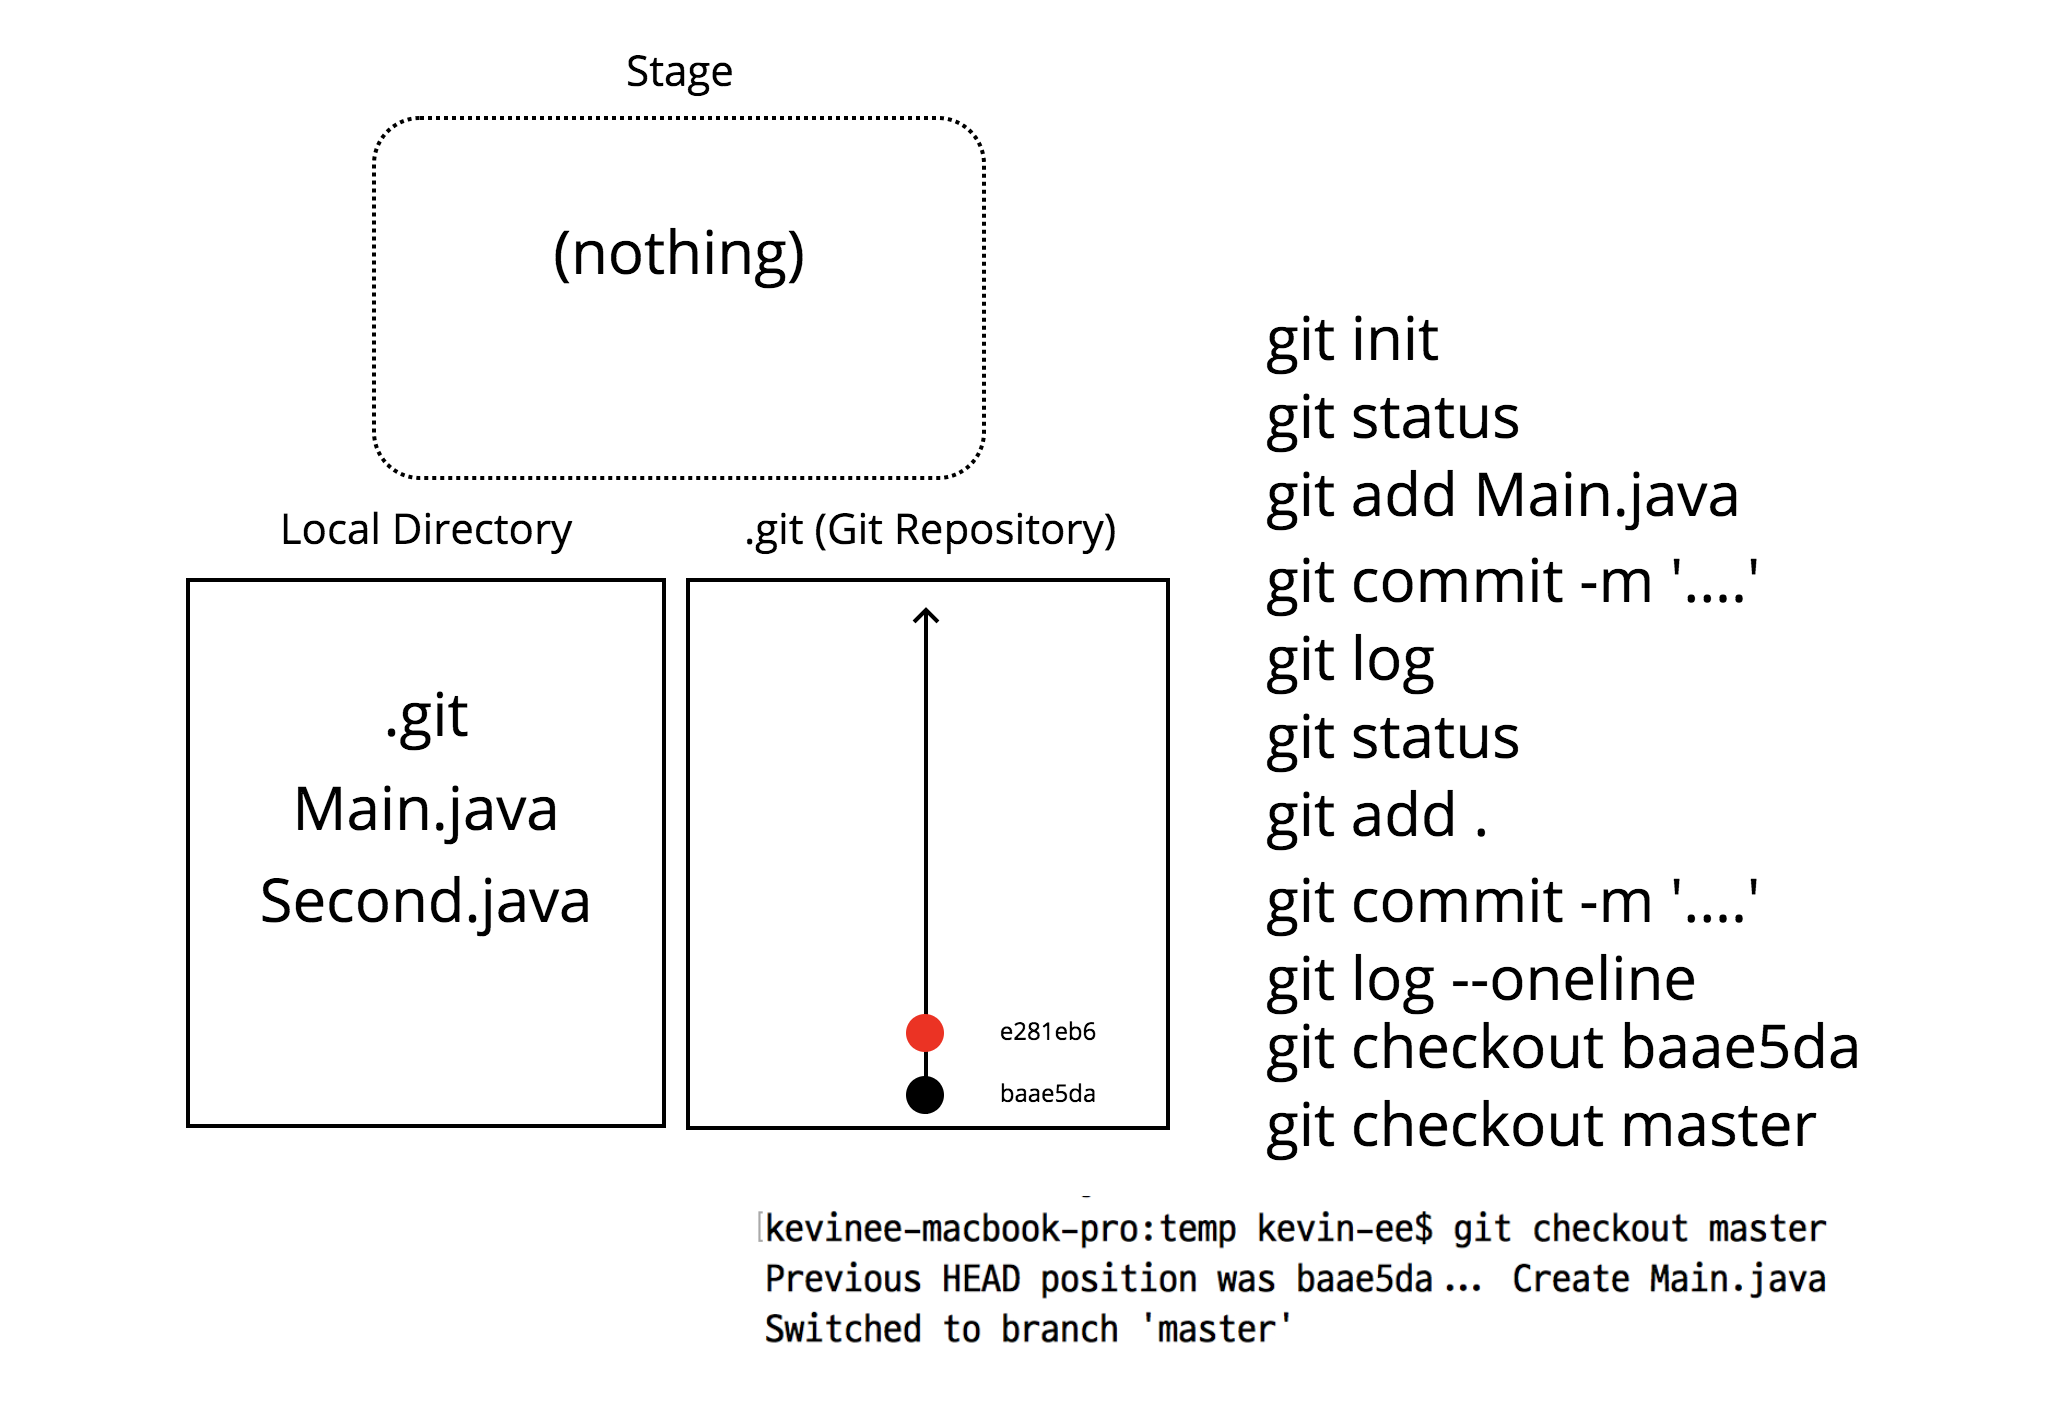 Stage
(nothing)
Local Directory
.git (Git Repository)
.git
Main.java
Second.java
e281eb6
baae5da
git init
git status
git add Main.java
git commit -m '....'
git log
git status
git add .
git commit -m '....'
git log --oneline
git checkout baae5da
git checkout master
[kevinee-macbook-pro:temp kevin-ee$ git checkout master
Previous HEAD position was baae5da... Create Main.java
Switched to branch 'master'